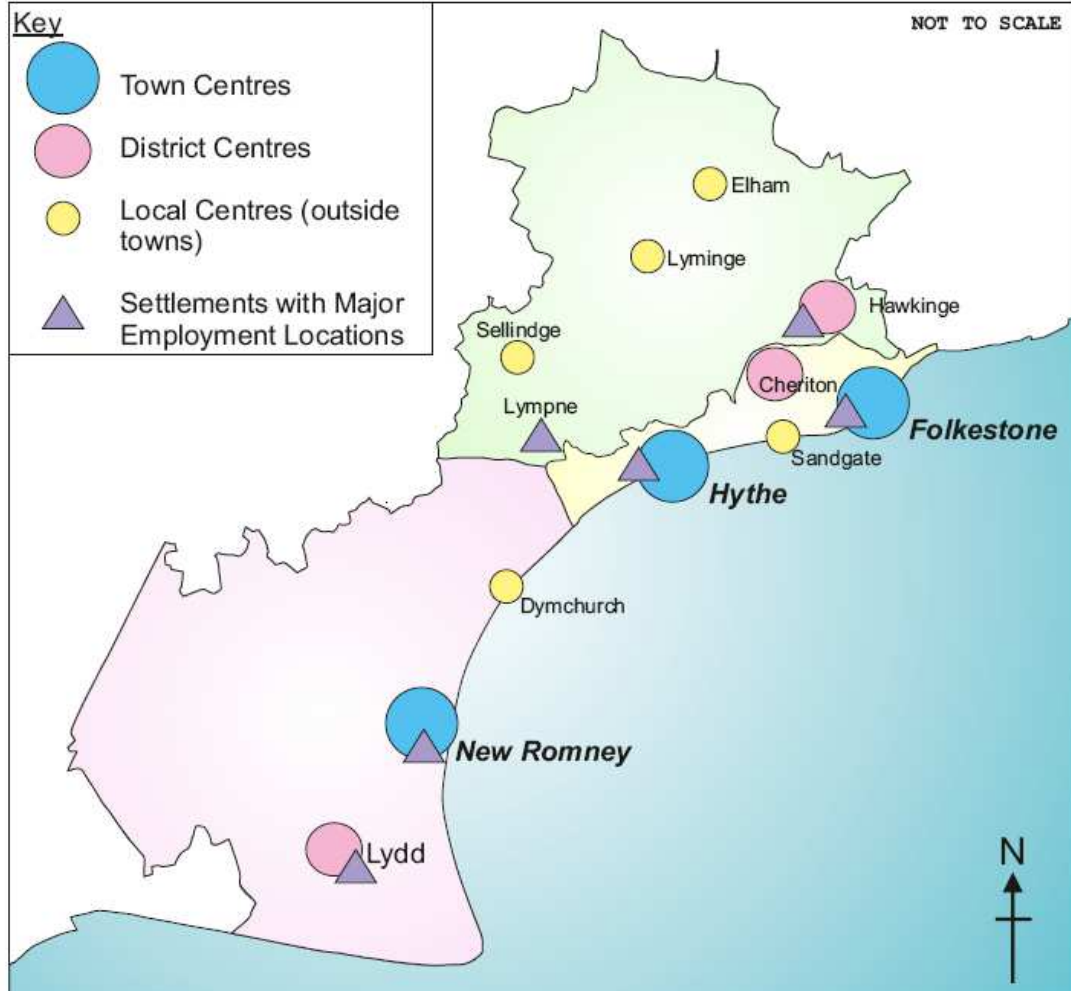 Key
NOT TO SCALE
Town Centres
District Centres
Local Centres (outside
towns)
Settlements with Major
Employment Locations
Elham
Lyminge
Hawkinge
Sellindge
Cheriton
Lympne
Folkestone
Sandgate
Hythe
Dymchurch
New Romney
Lydd
N